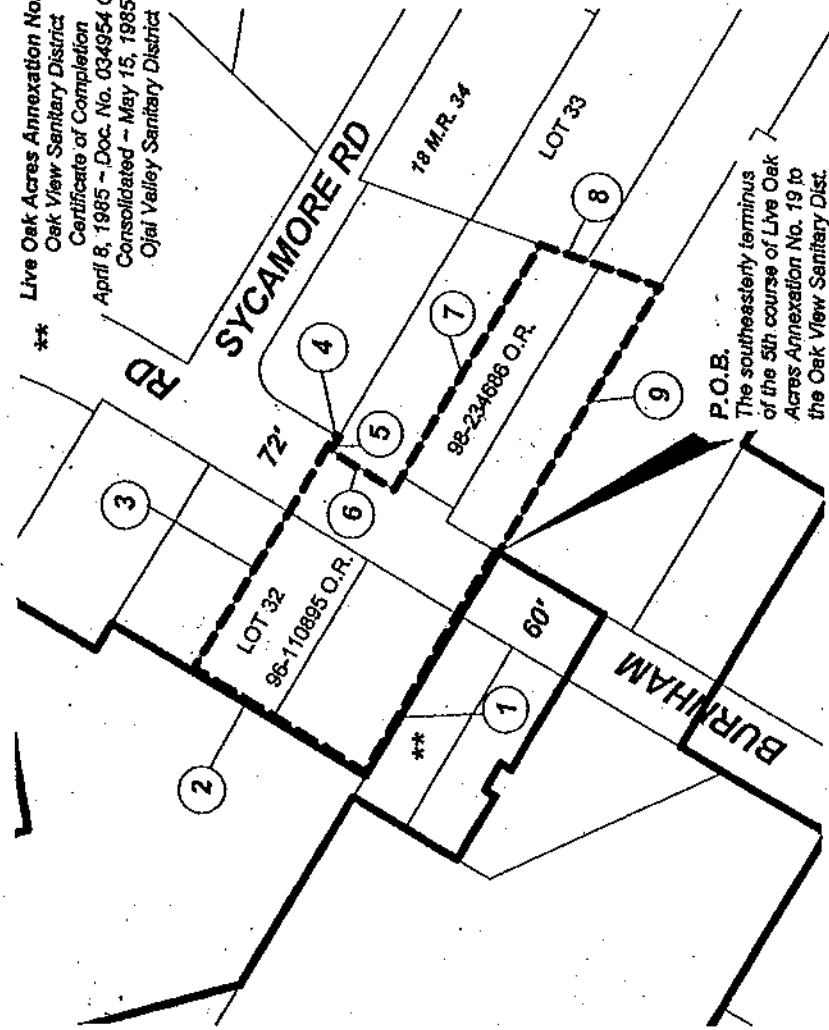 ** Live Oak Acres Annexation No.
Oak View Sanitary District
Certificate of Completion
April 8, 1985 - Doc. No. 034954
Consolidated - May 15, 1985
Ojai Valley Sanitary District
SYCAMORE RD
RD
72'
18 M.R. 34
LOT 33
3
4
5
6
7
8
LOT 32
96-110895 O.R.
98-234686 O.R.
2
1
**
60'
9
BURNHAM
P.O.B.
The southeasterly terminus
of the 5th course of Live Oak
Acres Annexation No. 19 to
the Oak View Sanitary Dist.